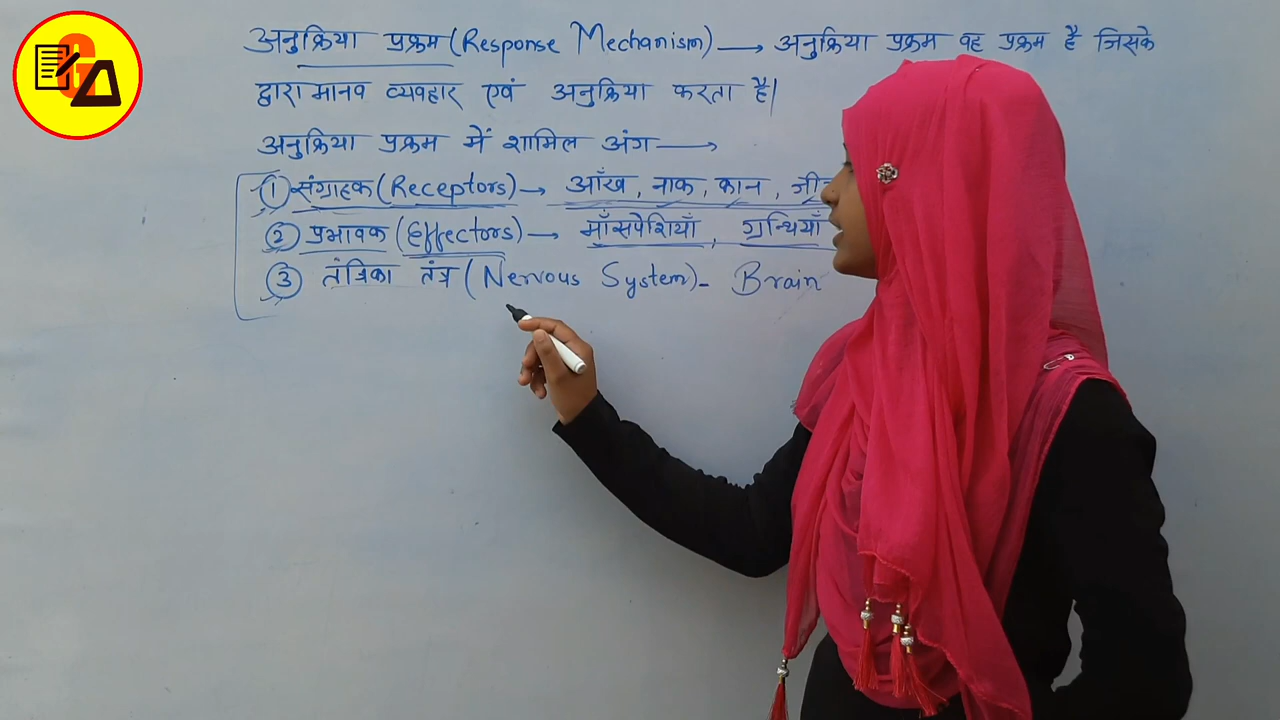 अनुक्रिया प्रक्रम (Response Mechanism) → अनुक्रिया प्रक्रम वह प्रक्रम है जिसके
द्वारा मानव व्यवहार एवं अनुक्रिया करता है।
अनुक्रिया प्रक्रम में शामिल अंग →
① संग्राहक (Receptors) → आँख, नाक, कान,
② प्रभावक (Effectors) → माँसपेशियाँ, ग्रन्थियाँ
③ तंत्रिका तंत्र (Nervous System) - Brain